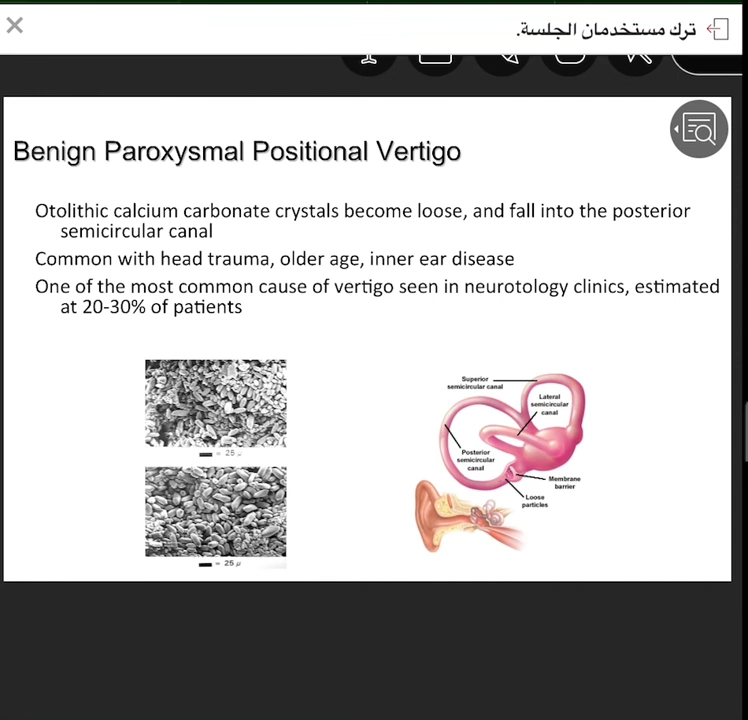 ترك مستخدمان الجلسة.
Benign Paroxysmal Positional Vertigo
Otolithic calcium carbonate crystals become loose, and fall into the posterior
semicircular canal
Common with head trauma, older age, inner ear disease
One of the most common cause of vertigo seen in neurotology clinics, estimated
at 20-30% of patients
= 25 μ
= 25 μ
Superior
semicircular canal
Lateral
semicircular
canal
Posterior
semicircular
canal
Membrane
barrier
Loose
particles